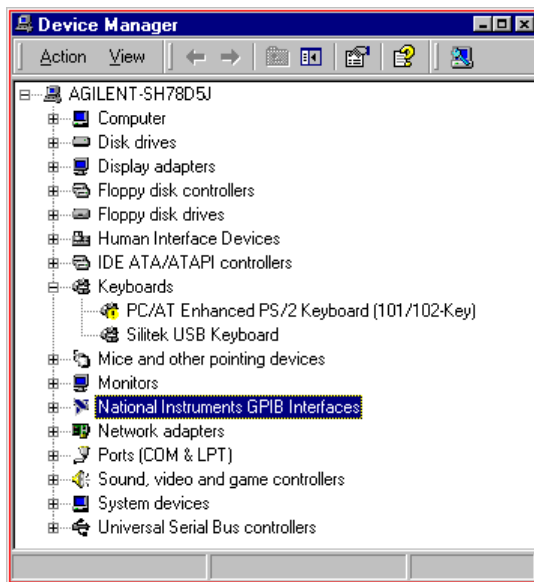 Device Manager
Action View
AGILENT-SH78D5J
Computer
Disk drives
Display adapters
Floppy disk controllers
Floppy disk drives
Human Interface Devices
IDE ATA/ATAPI controllers
Keyboards
PC/AT Enhanced PS/2 Keyboard (101/102-Key)
Silitek USB Keyboard
Mice and other pointing devices
Monitors
National Instruments GPIB Interfaces
Network adapters
Ports (COM & LPT)
Sound, video and game controllers
System devices
Universal Serial Bus controllers